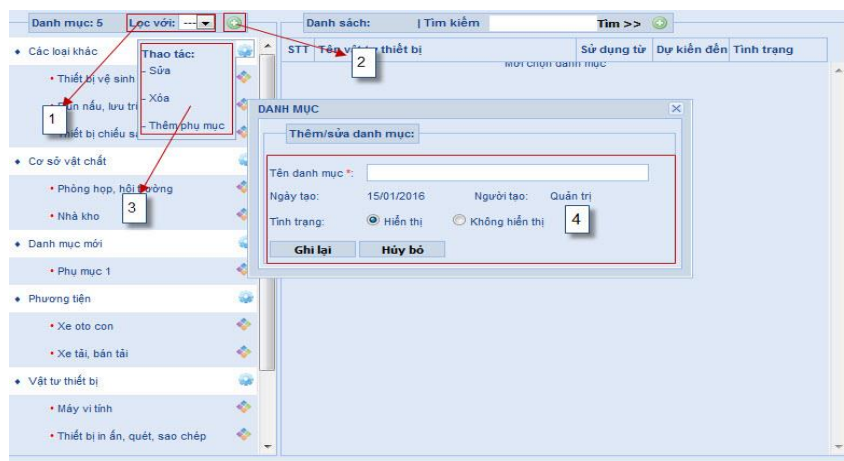 Danh mục: 5 Lọc với: ---
Danh sách: | Tìm kiếm Tìm >>
Các loại khác
Thiết bị vệ sinh
nấu, lưu tr
Thiết bị chiếu s
Cơ sở vật chất
Phòng họp, hội trường
Nhà kho
Danh mục mới
Phụ mục 1
Phương tiện
Xe oto con
Xe tải, bán tải
Vật tư thiết bị
Máy vi tính
Thiết bị in ấn, quét, sao chép
Thao tác:
- Sửa
- Xóa
- Thêm phụ mục
1
2
3
STT Tên vật tư thiết bị Sử dụng từ Dự kiến đến Tình trạng
Mời chọn danh mục
DANH MỤC
Thêm/sửa danh mục:
Tên danh mục *:
Ngày tạo: 15/01/2016 Người tạo: Quản trị
Tình trạng: Hiển thị Không hiển thị
4
Ghi lại Hủy bỏ